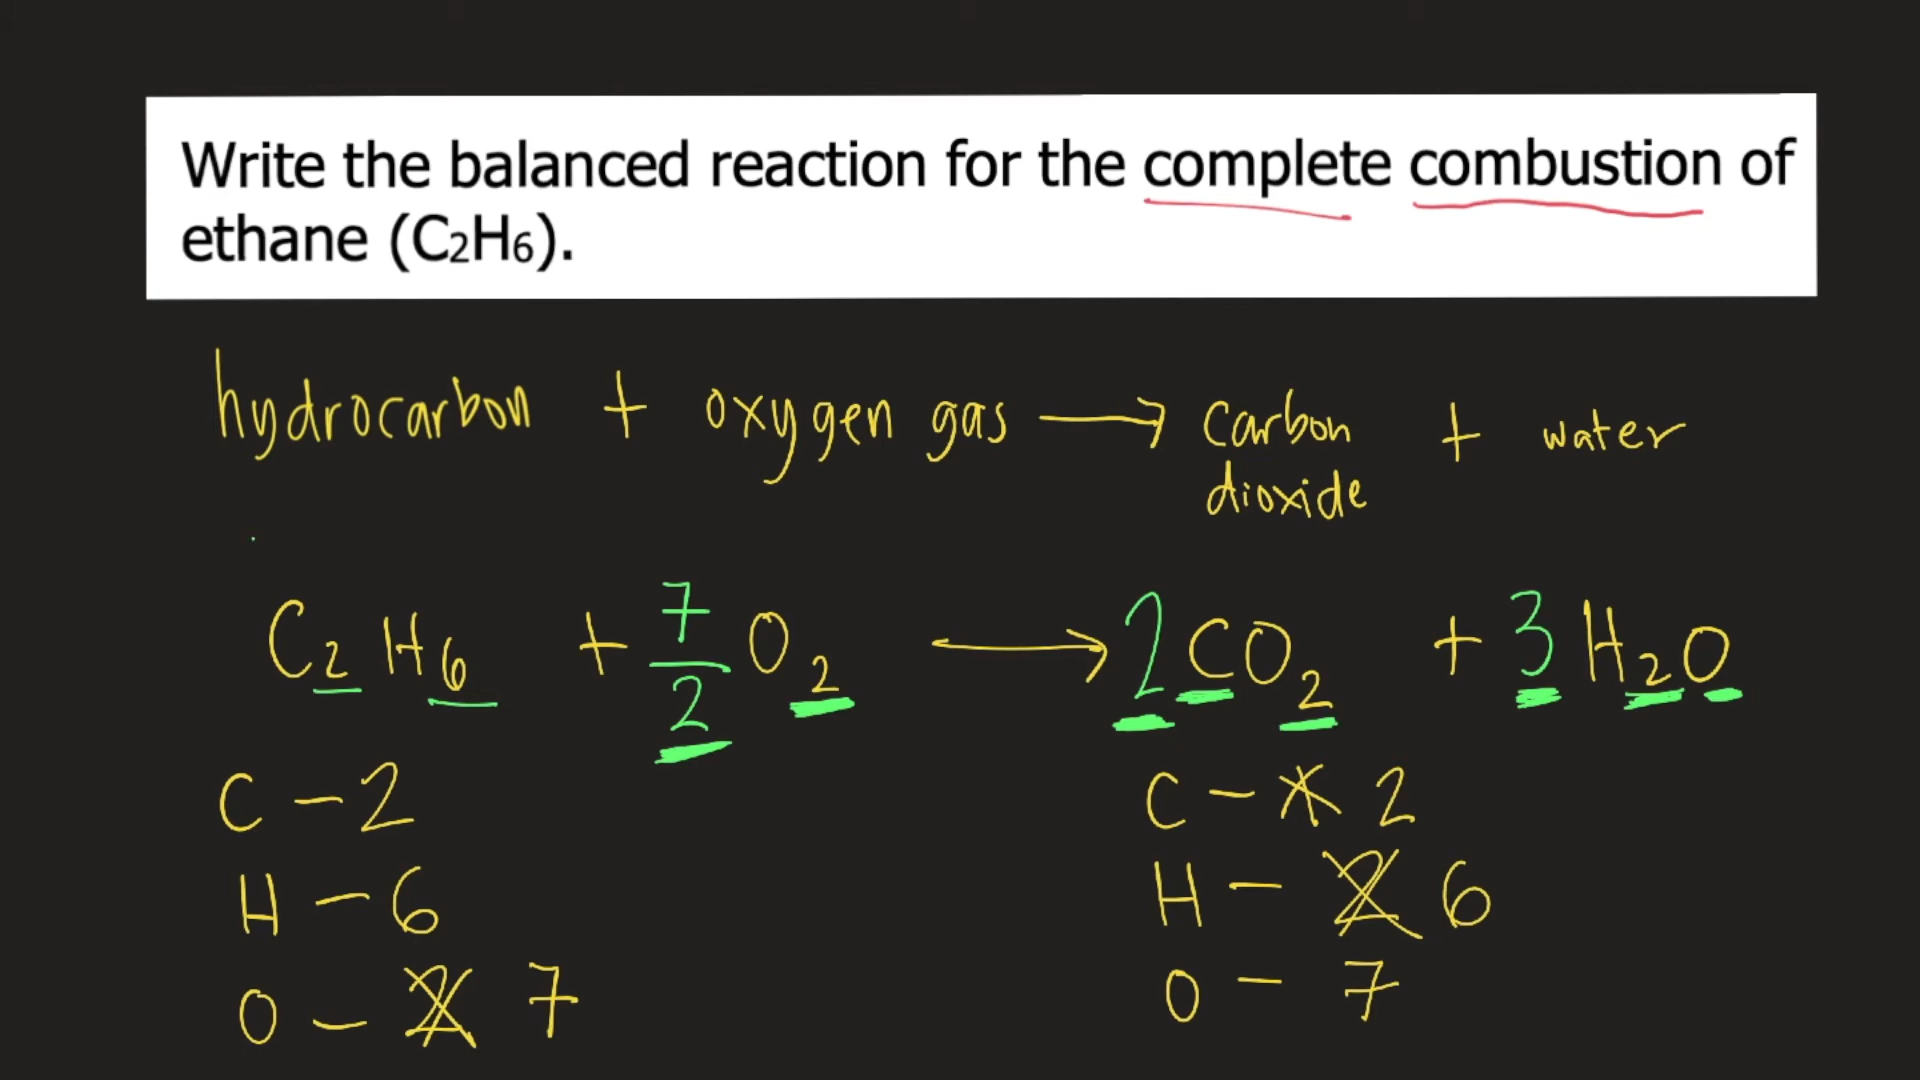 Write the balanced reaction for the complete combustion of
ethane (C2H6).
hydrocarbon + oxygen gas → carbon dioxide + water
C2H6 + 7/2 O2 → 2CO2 + 3H2O
C - 2 C - 1 2
H - 6 H - 2 6
O - 2 7 O - 7